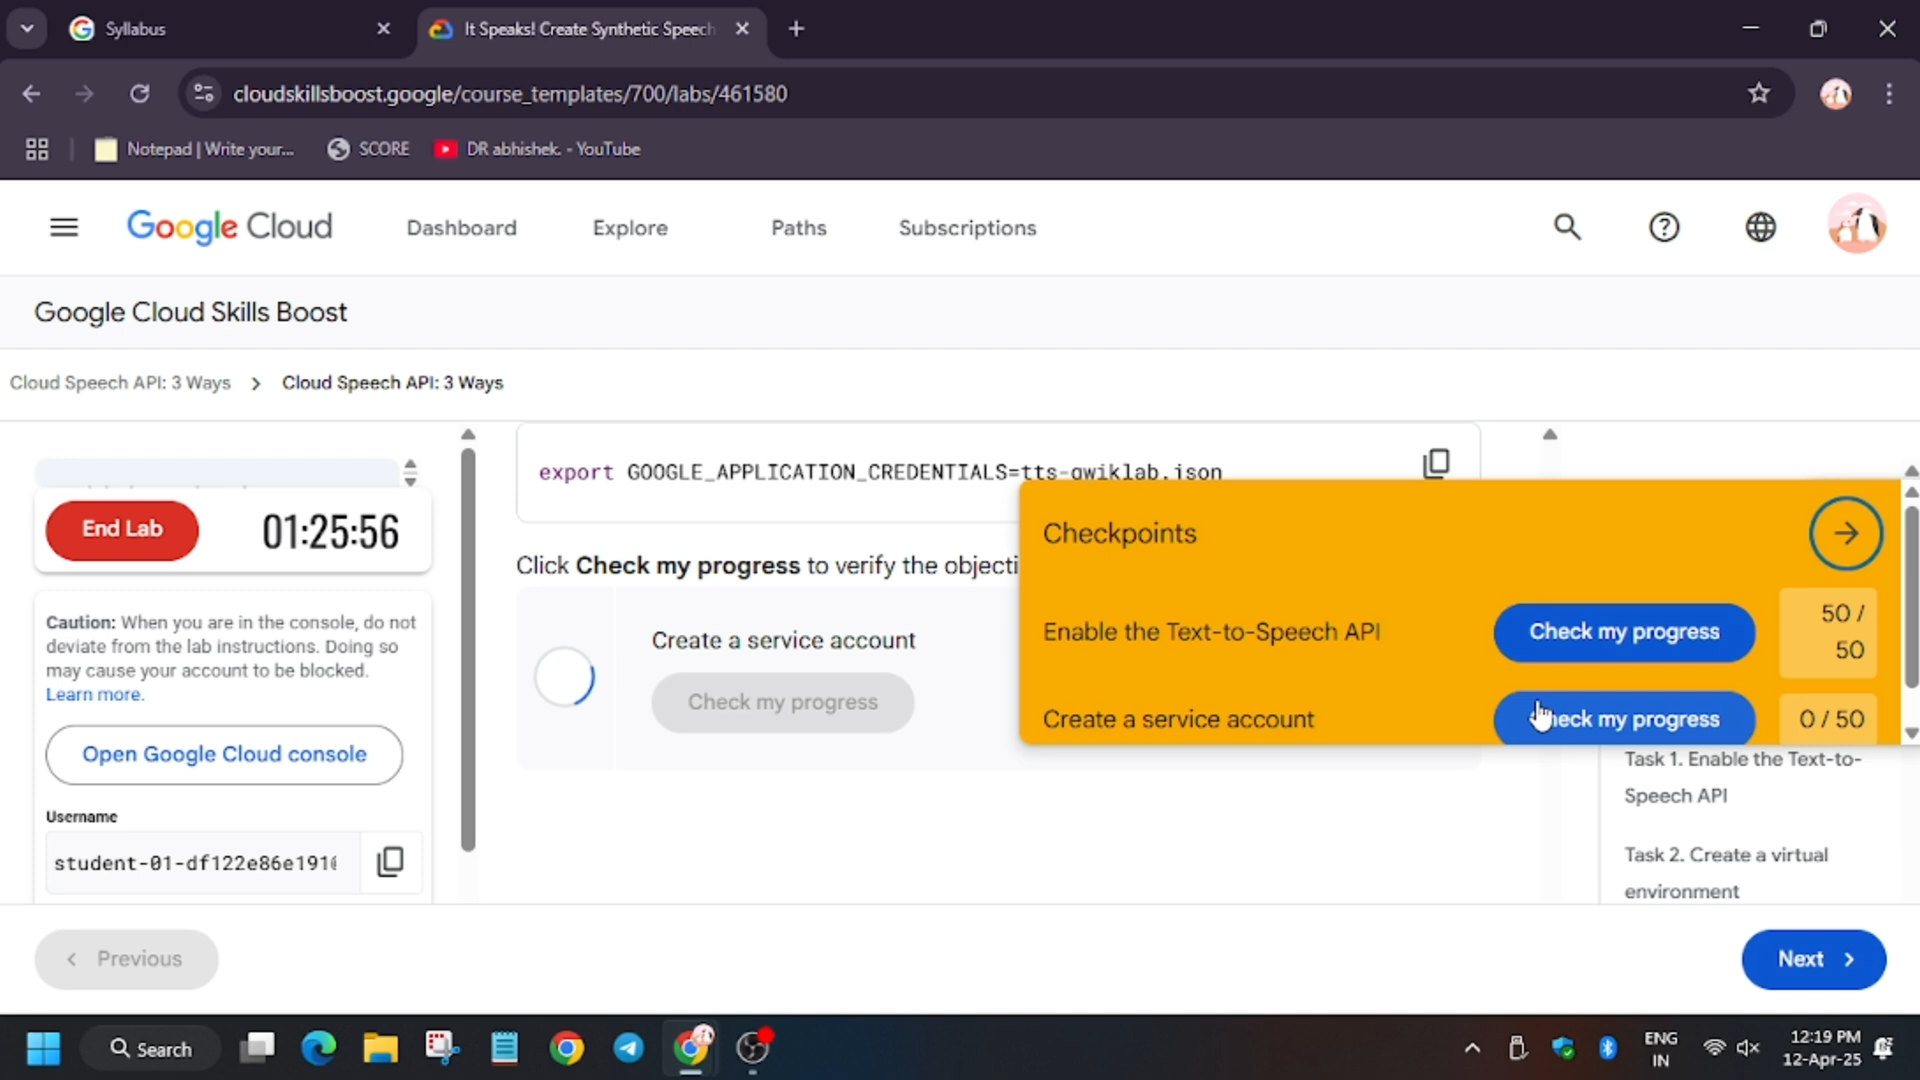 Syllabus
It Speaks! Create Synthetic Speech
cloudskillsboost.google/course_templates/700/labs/461580
Notepad | Write your...
SCORE
DR abhishek. - YouTube
Google Cloud
Dashboard
Explore
Paths
Subscriptions
Google Cloud Skills Boost
Cloud Speech API: 3 Ways > Cloud Speech API: 3 Ways
End Lab
01:25:56
Caution: When you are in the console, do not
deviate from the lab instructions. Doing so
may cause your account to be blocked.
Learn more.
Open Google Cloud console
Username
student-01-df122e86e191
export GOOGLE_APPLICATION_CREDENTIALS=tts-qwiklab.json
Click Check my progress to verify the objecti
Create a service account
Check my progress
Checkpoints
Enable the Text-to-Speech API
Check my progress
50 /
50
Create a service account
Check my progress
0 / 50
Task 1. Enable the Text-to-
Speech API
Task 2. Create a virtual
environment
Previous
Next
Search
ENG
IN
12:19 PM
12-Apr-25